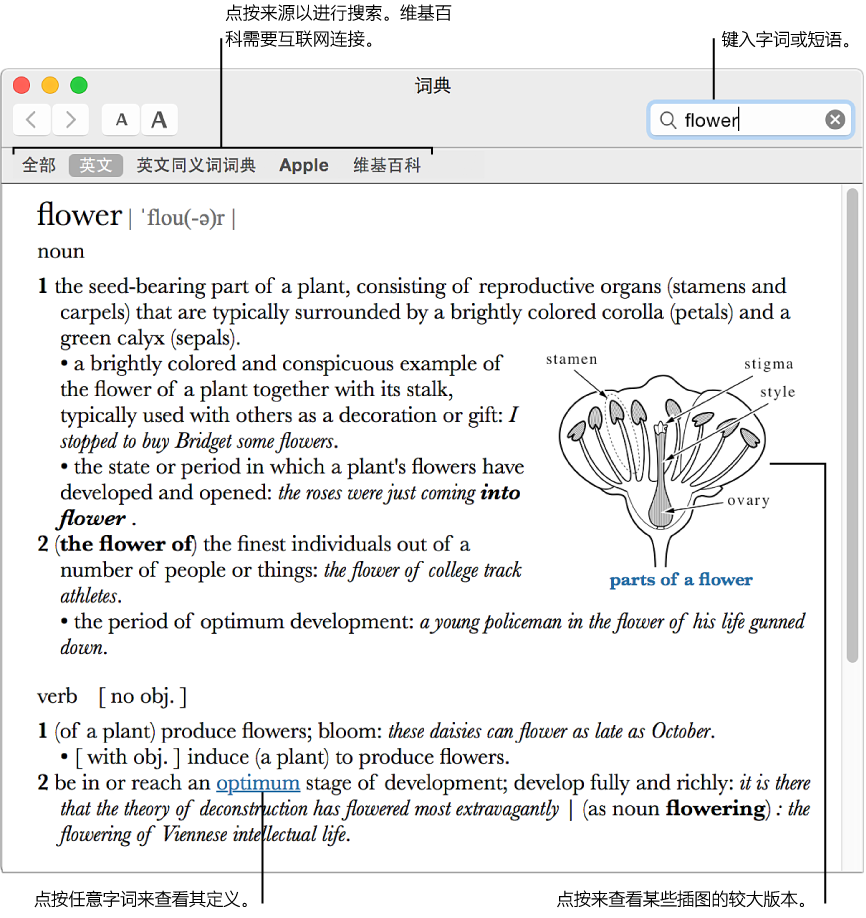 点按来源以进行搜索。维基百
科需要互联网连接。
键入字词或短语。
词典
A A
flower
全部 英文 英文同义词词典 Apple 维基百科
flower | ˈflou(-ə)r |
noun
1 the seed-bearing part of a plant, consisting of reproductive organs (stamens and
carpels) that are typically surrounded by a brightly colored corolla (petals) and a
green calyx (sepals).
• a brightly colored and conspicuous example of
the flower of a plant together with its stalk,
typically used with others as a decoration or gift: I
stopped to buy Bridget some flowers.
• the state or period in which a plant's flowers have
developed and opened: the roses were just coming into
flower .
2 (the flower of) the finest individuals out of a
number of people or things: the flower of college track
athletes.
• the period of optimum development: a young policeman in the flower of his life gunned
down.
stamen
stigma
style
ovary
parts of a flower
verb [ no obj. ]
1 (of a plant) produce flowers; bloom: these daisies can flower as late as October.
• [ with obj. ] induce (a plant) to produce flowers.
2 be in or reach an optimum stage of development; develop fully and richly: it is there
that the theory of deconstruction has flowered most extravagantly | (as noun flowering) : the
flowering of Viennese intellectual life.
点按任意字词来查看其定义。
点按来查看某些插图的较大版本。